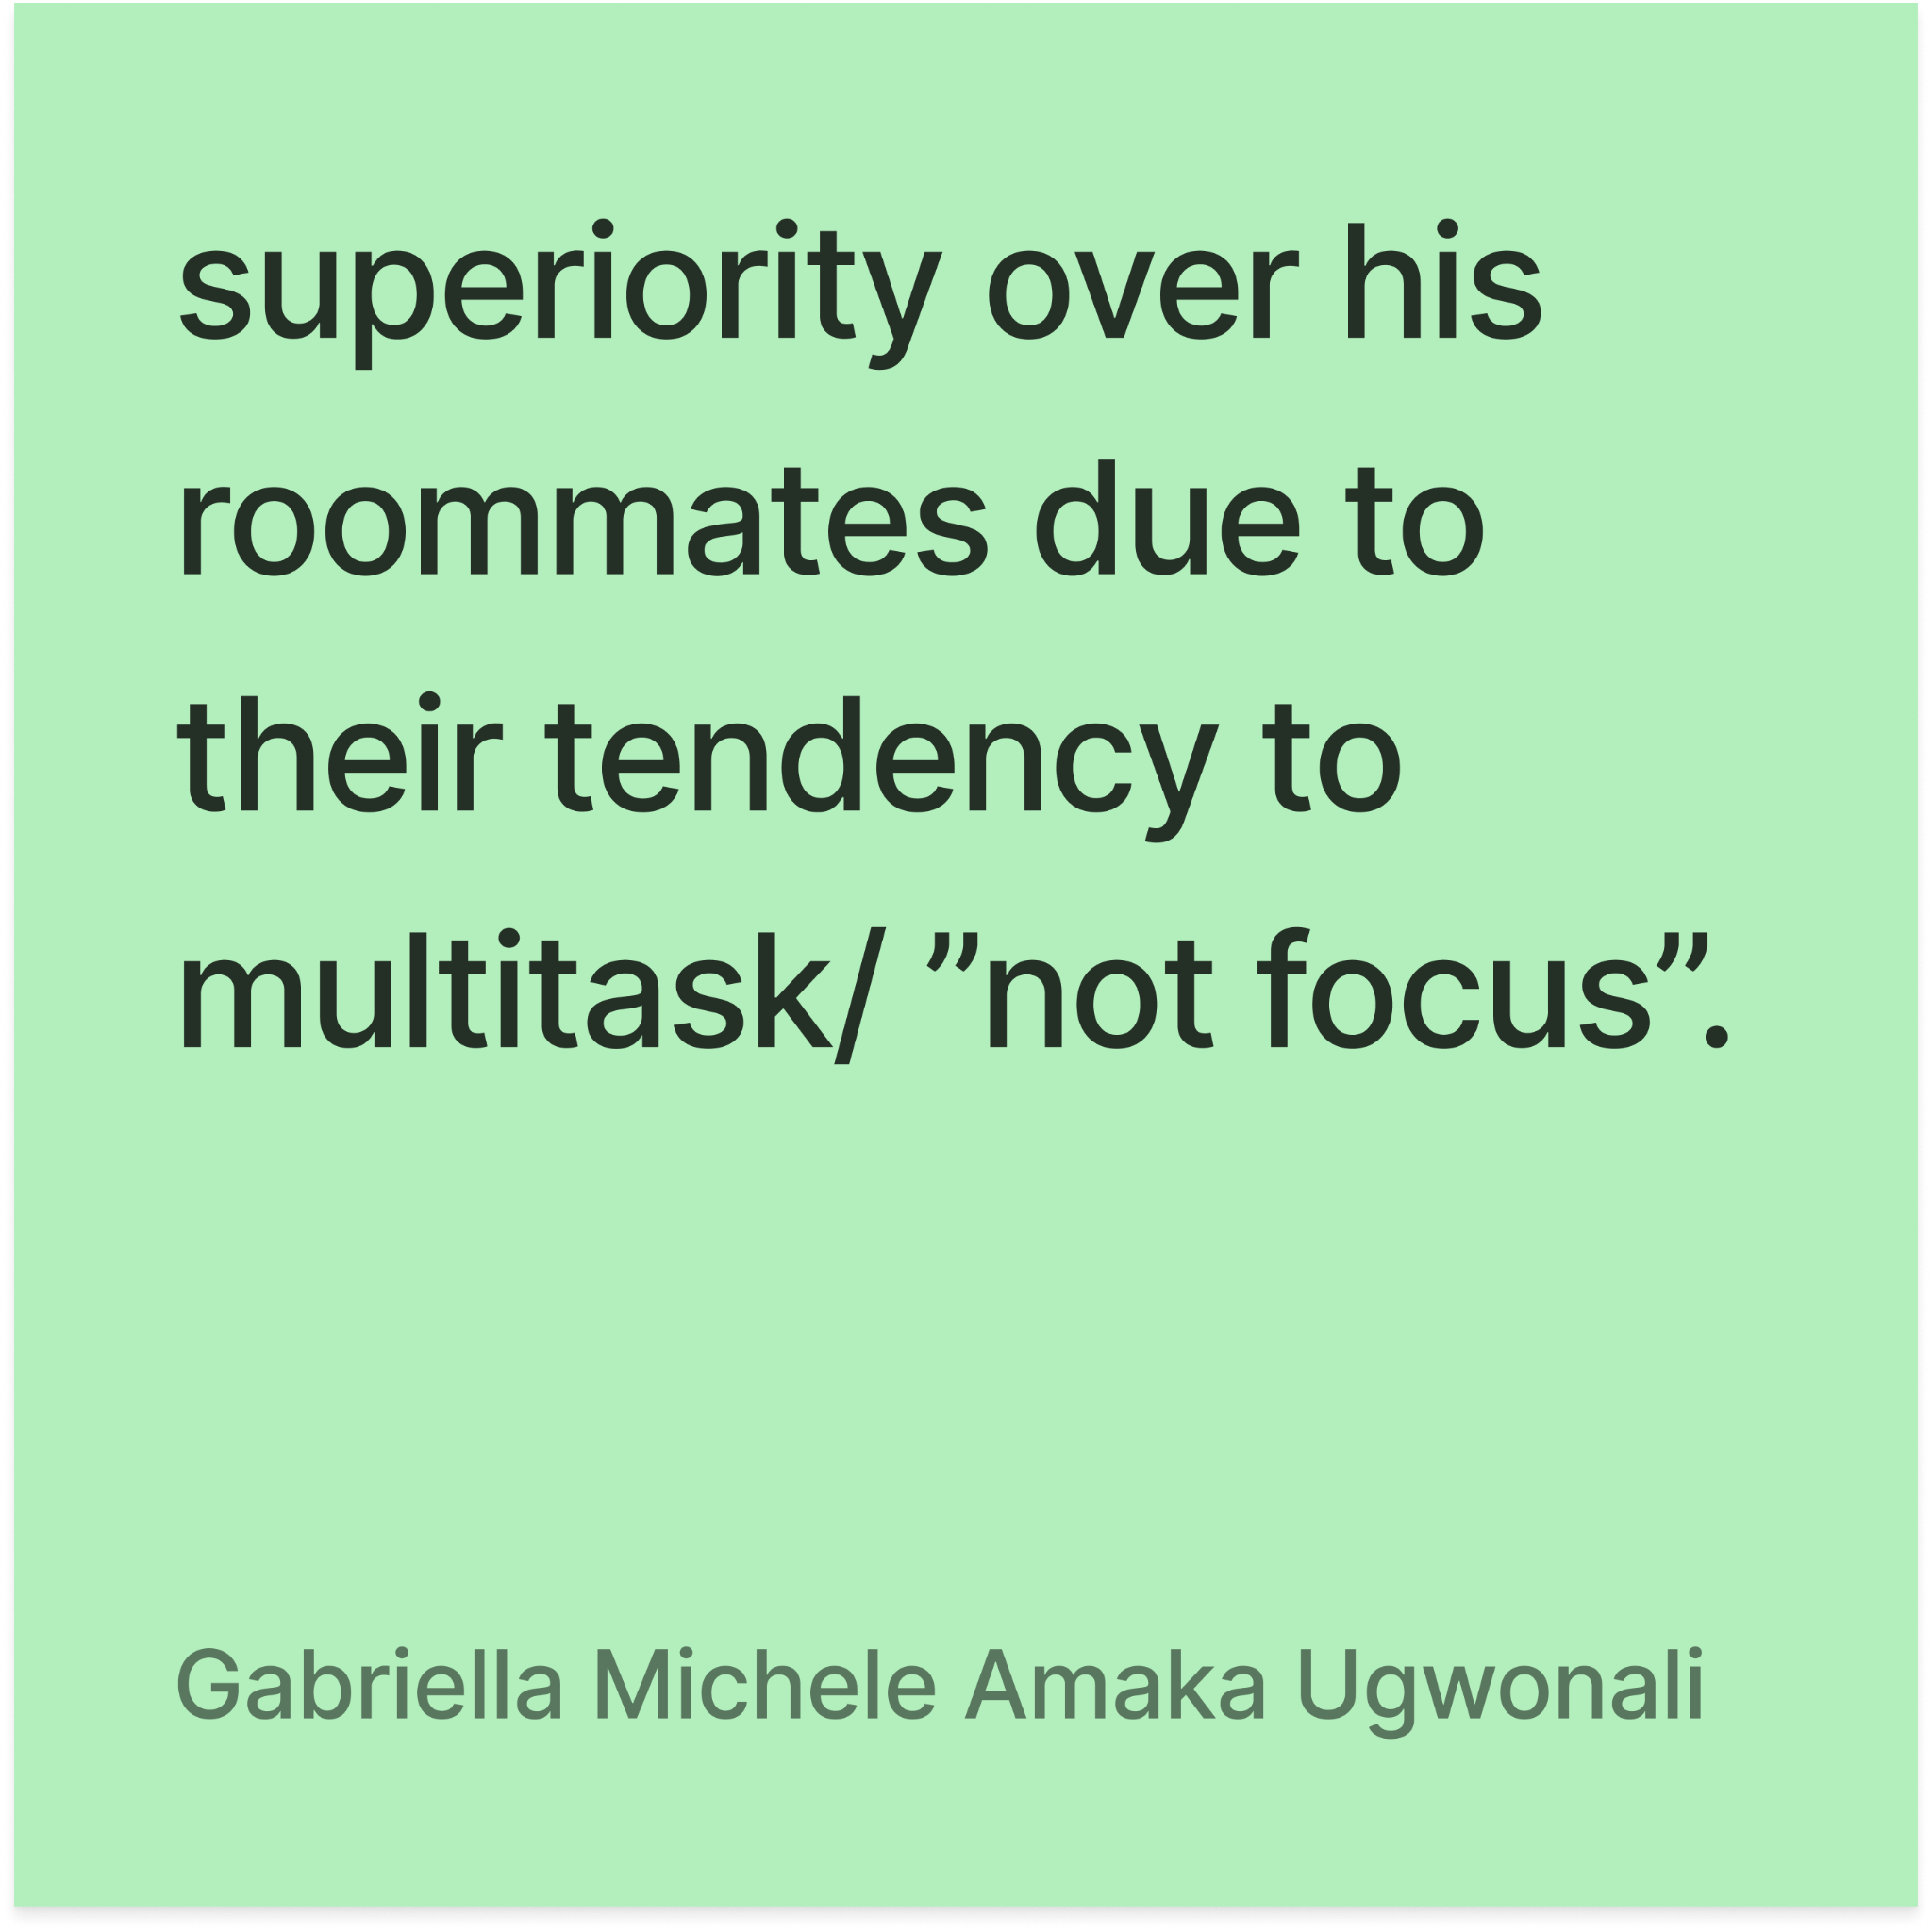 superiority over his
roommates due to
their tendency to
multitask/ ”not focus”.
Gabriella Michele Amaka Ugwonali